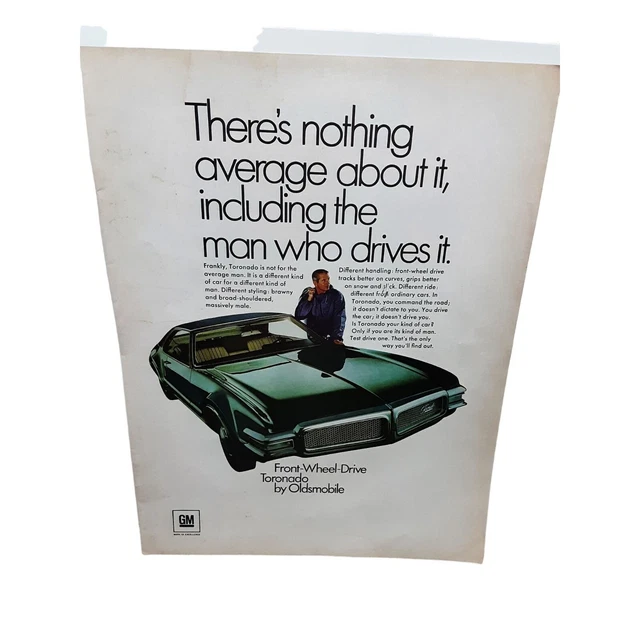 There's nothing
average about it,
including the
man who drives it.
Frankly, Toronado is not for the
average man. It is a different kind
of car for a different kind of
man. Different styling: brawny
and broad-shouldered,
massively male.
Different handling: front-wheel drive
tracks better on curves, grips better
on snow and slick. Different ride:
different from ordinary cars. In
Toronado, you command the road;
it doesn't dictate to you. You drive
the car; it doesn't drive you.
Is Toronado your kind of car?
Only if you are its kind of man.
Test drive one. That's the only
way you'll find out.
Front-Wheel-Drive
Toronado
by Oldsmobile
GM
MARK OF EXCELLENCE